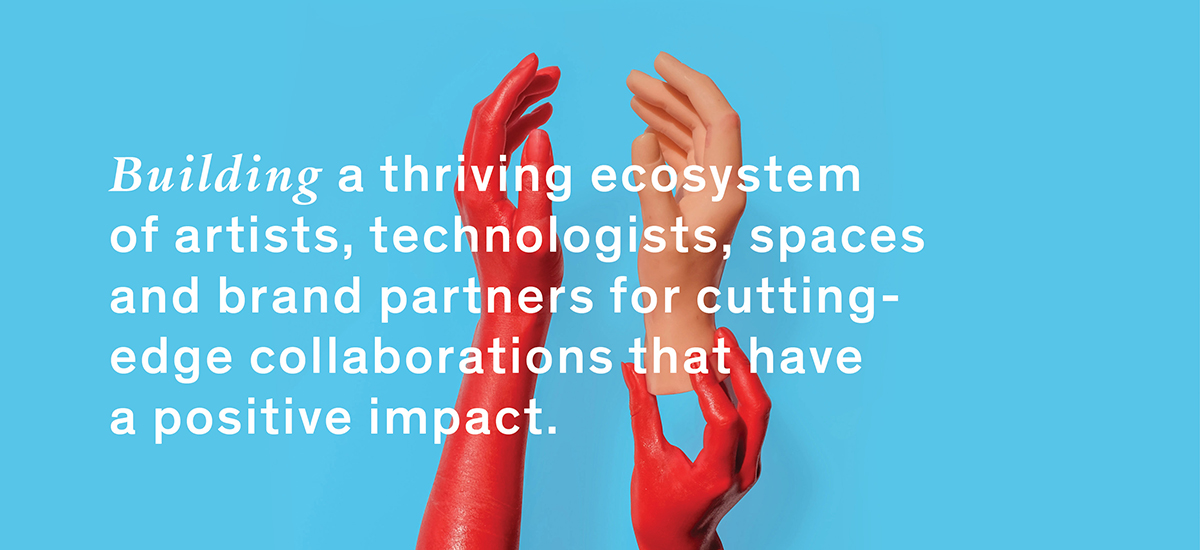 Building a thriving ecosystem
of artists, technologists, spaces
and brand partners for cutting-
edge collaborations that have
a positive impact.